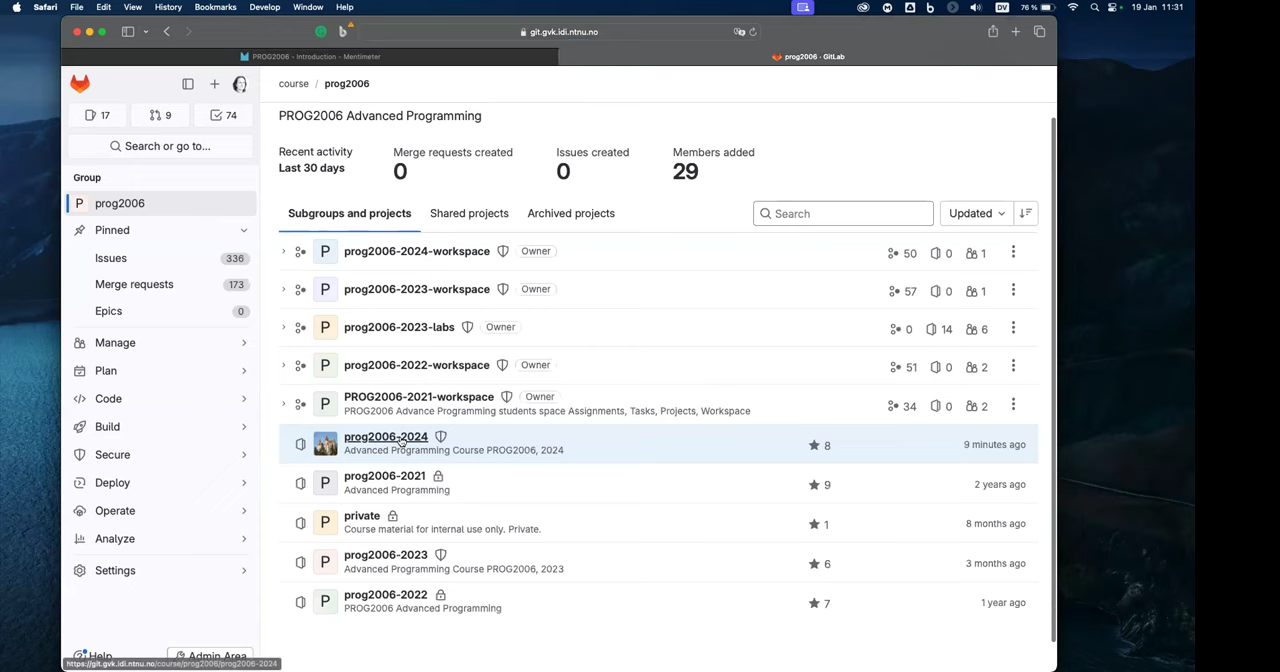 Safari File Edit View History Bookmarks Develop Window Help DV 76 % 19 Jan 11:31
git.gvk.idi.ntnu.no
PROG2006 - Introduction - Mentimeter
prog2006 · GitLab
course / prog2006
17 9 74
Search or go to...
Group
P prog2006
Pinned
Issues 336
Merge requests 173
Epics 0
Manage
Plan
Code
Build
Secure
Deploy
Operate
Analyze
Settings
Help
Admin Area
https://git.gvk.idi.ntnu.no/course/prog2006/prog2006-2024
PROG2006 Advanced Programming
Recent activity
Last 30 days
Merge requests created
0
Issues created
0
Members added
29
Subgroups and projects Shared projects Archived projects Search Updated
P prog2006-2024-workspace Owner 50 0 1
P prog2006-2023-workspace Owner 57 0 1
P prog2006-2023-labs Owner 0 14 6
P prog2006-2022-workspace Owner 51 0 2
P PROG2006-2021-workspace Owner 34 0 2
PROG2006 Advance Programming students space Assignments, Tasks, Projects, Workspace
prog2006-2024 8 9 minutes ago
Advanced Programming Course PROG2006, 2024
P prog2006-2021 9 2 years ago
Advanced Programming
P private 1 8 months ago
Course material for internal use only. Private.
P prog2006-2023 6 3 months ago
Advanced Programming Course PROG2006, 2023
P prog2006-2022 7 1 year ago
PROG2006 Advanced Programming